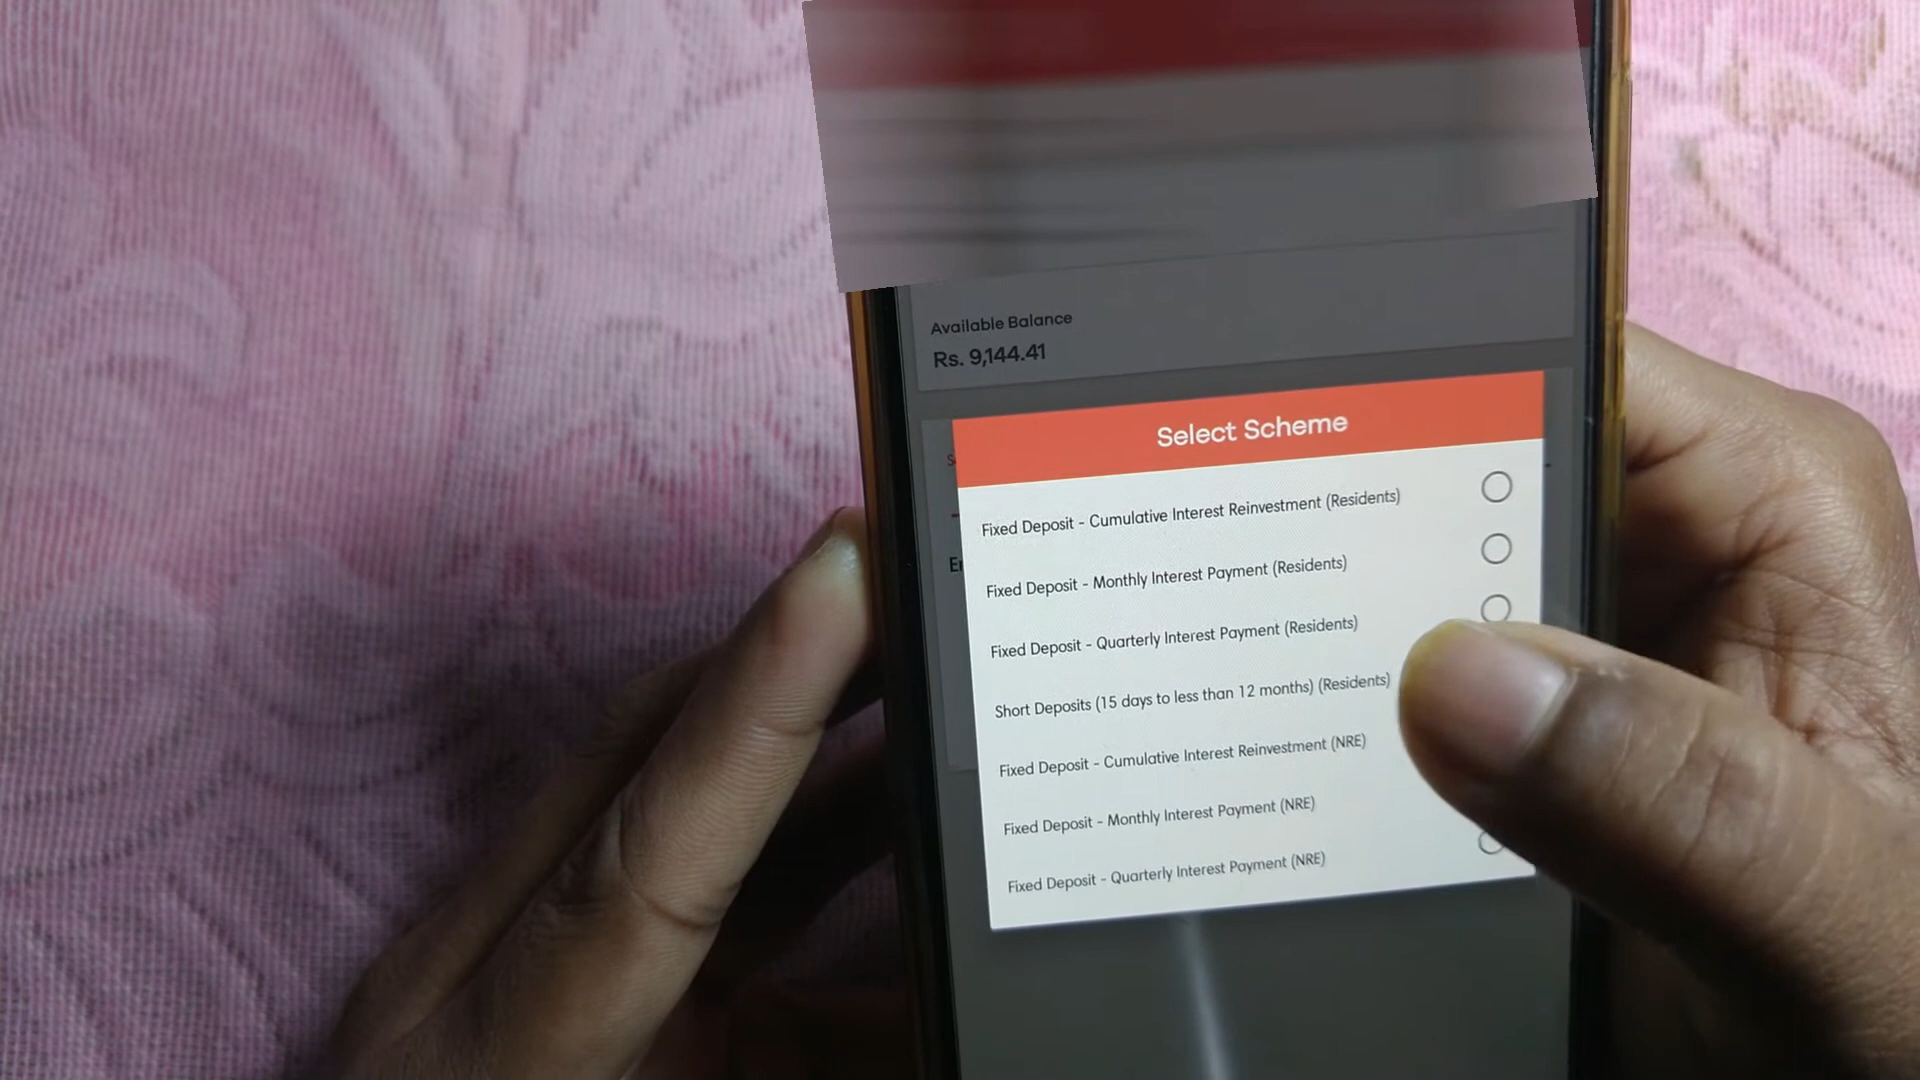 Available Balance
Rs. 9,144.41
Select Scheme
Fixed Deposit - Cumulative Interest Reinvestment (Residents)
Fixed Deposit - Monthly Interest Payment (Residents)
Fixed Deposit - Quarterly Interest Payment (Residents)
Short Deposits (15 days to less than 12 months) (Residents)
Fixed Deposit - Cumulative Interest Reinvestment (NRE)
Fixed Deposit - Monthly Interest Payment (NRE)
Fixed Deposit - Quarterly Interest Payment (NRE)